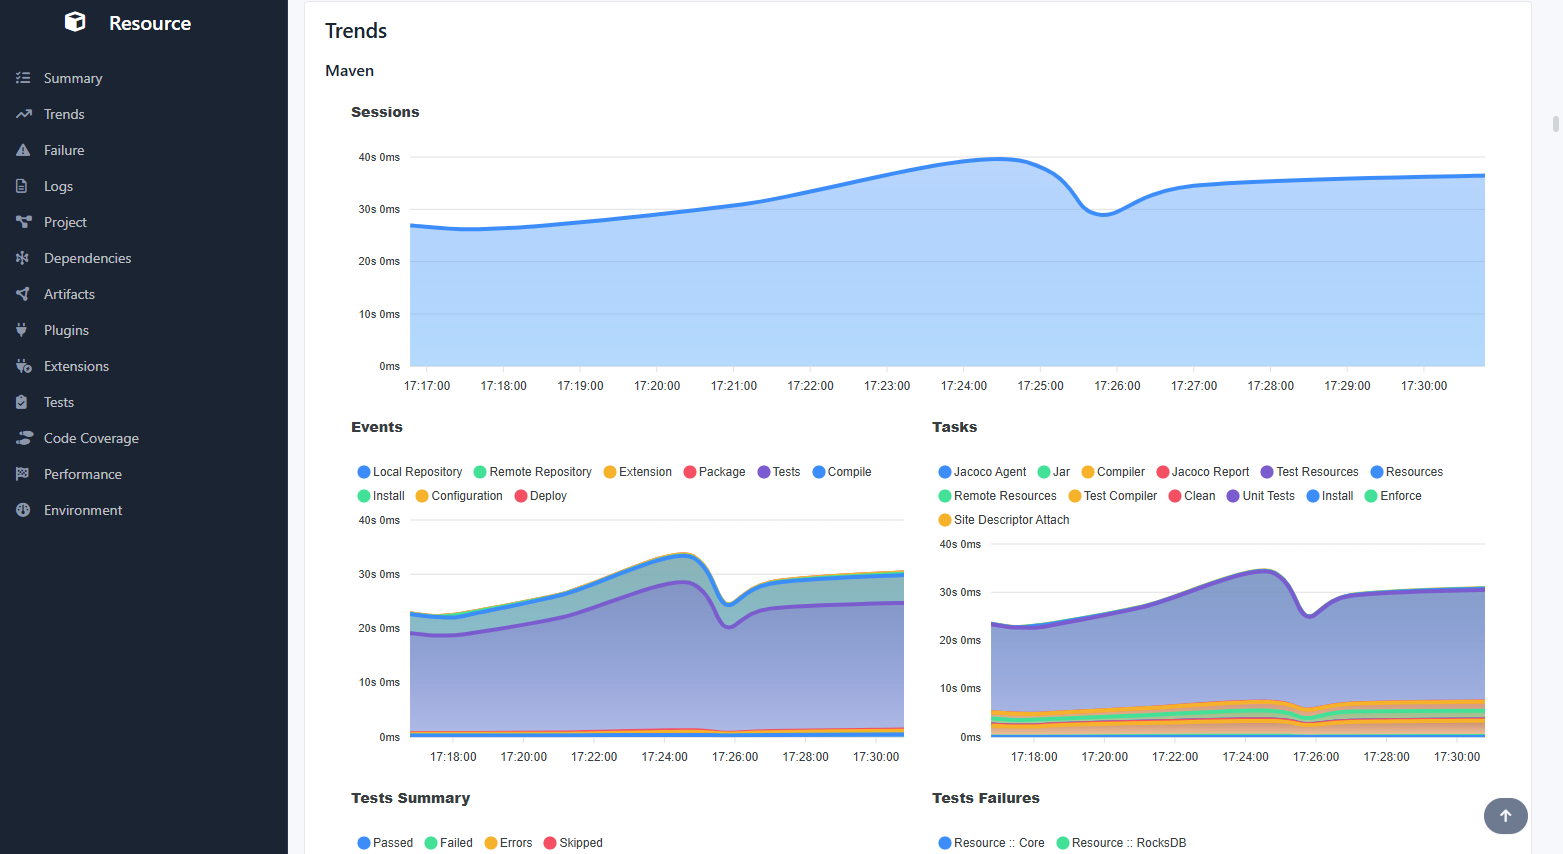 Resource
Summary
Trends
Failure
Logs
Project
Dependencies
Artifacts
Plugins
Extensions
Tests
Code Coverage
Performance
Environment
Trends
Maven
Sessions
40s 0ms
30s 0ms
20s 0ms
10s 0ms
0ms
17:17:00 17:18:00 17:19:00 17:20:00 17:21:00 17:22:00 17:23:00 17:24:00 17:25:00 17:26:00 17:27:00 17:28:00 17:29:00 17:30:00
Events
Local Repository Remote Repository Extension Package Tests Compile
Install Configuration Deploy
40s 0ms
30s 0ms
20s 0ms
10s 0ms
0ms
17:18:00 17:20:00 17:22:00 17:24:00 17:26:00 17:28:00 17:30:00
Tasks
Jacoco Agent Jar Compiler Jacoco Report Test Resources Resources
Remote Resources Test Compiler Clean Unit Tests Install Enforce
Site Descriptor Attach
40s 0ms
30s 0ms
20s 0ms
10s 0ms
0ms
17:18:00 17:20:00 17:22:00 17:24:00 17:26:00 17:28:00 17:30:00
Tests Summary
Passed Failed Errors Skipped
Tests Failures
Resource :: Core Resource :: RocksDB